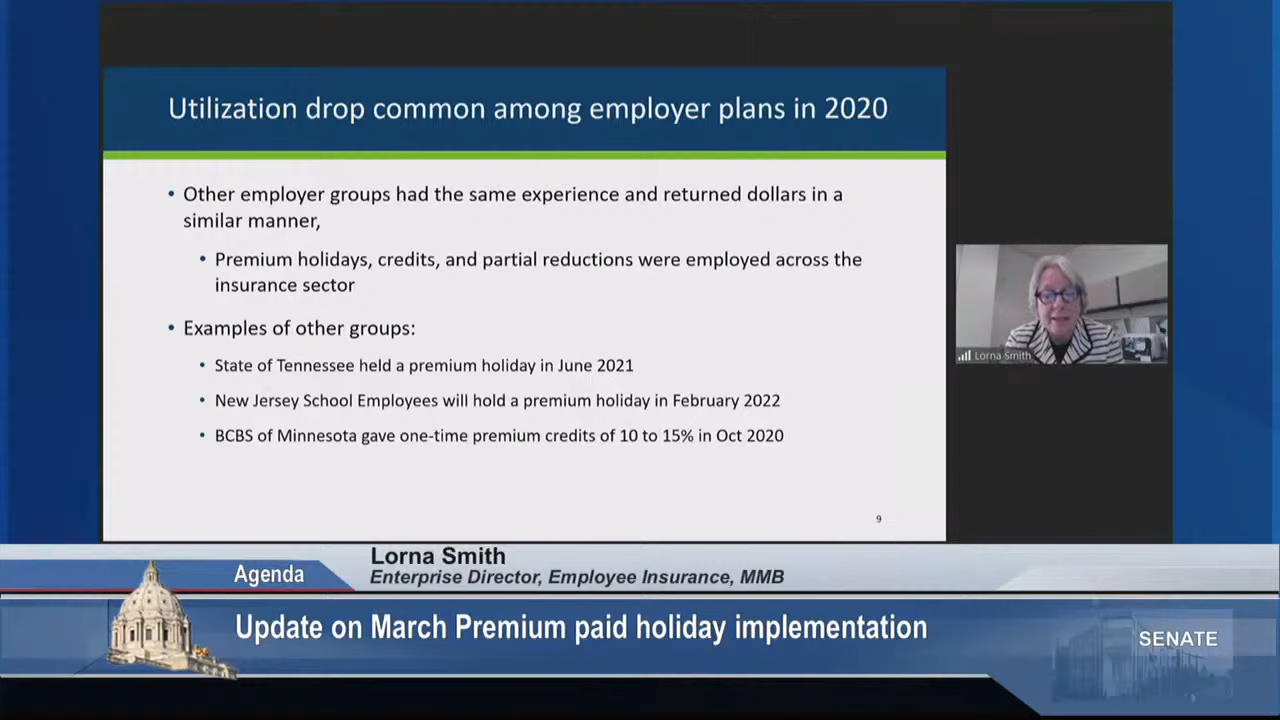 Utilization drop common among employer plans in 2020
• Other employer groups had the same experience and returned dollars in a
similar manner,
• Premium holidays, credits, and partial reductions were employed across the
insurance sector
• Examples of other groups:
• State of Tennessee held a premium holiday in June 2021
• New Jersey School Employees will hold a premium holiday in February 2022
• BCBS of Minnesota gave one-time premium credits of 10 to 15% in Oct 2020
9
Lorna Smith
Lorna Smith
Enterprise Director, Employee Insurance, MMB
Agenda
Update on March Premium paid holiday implementation
SENATE